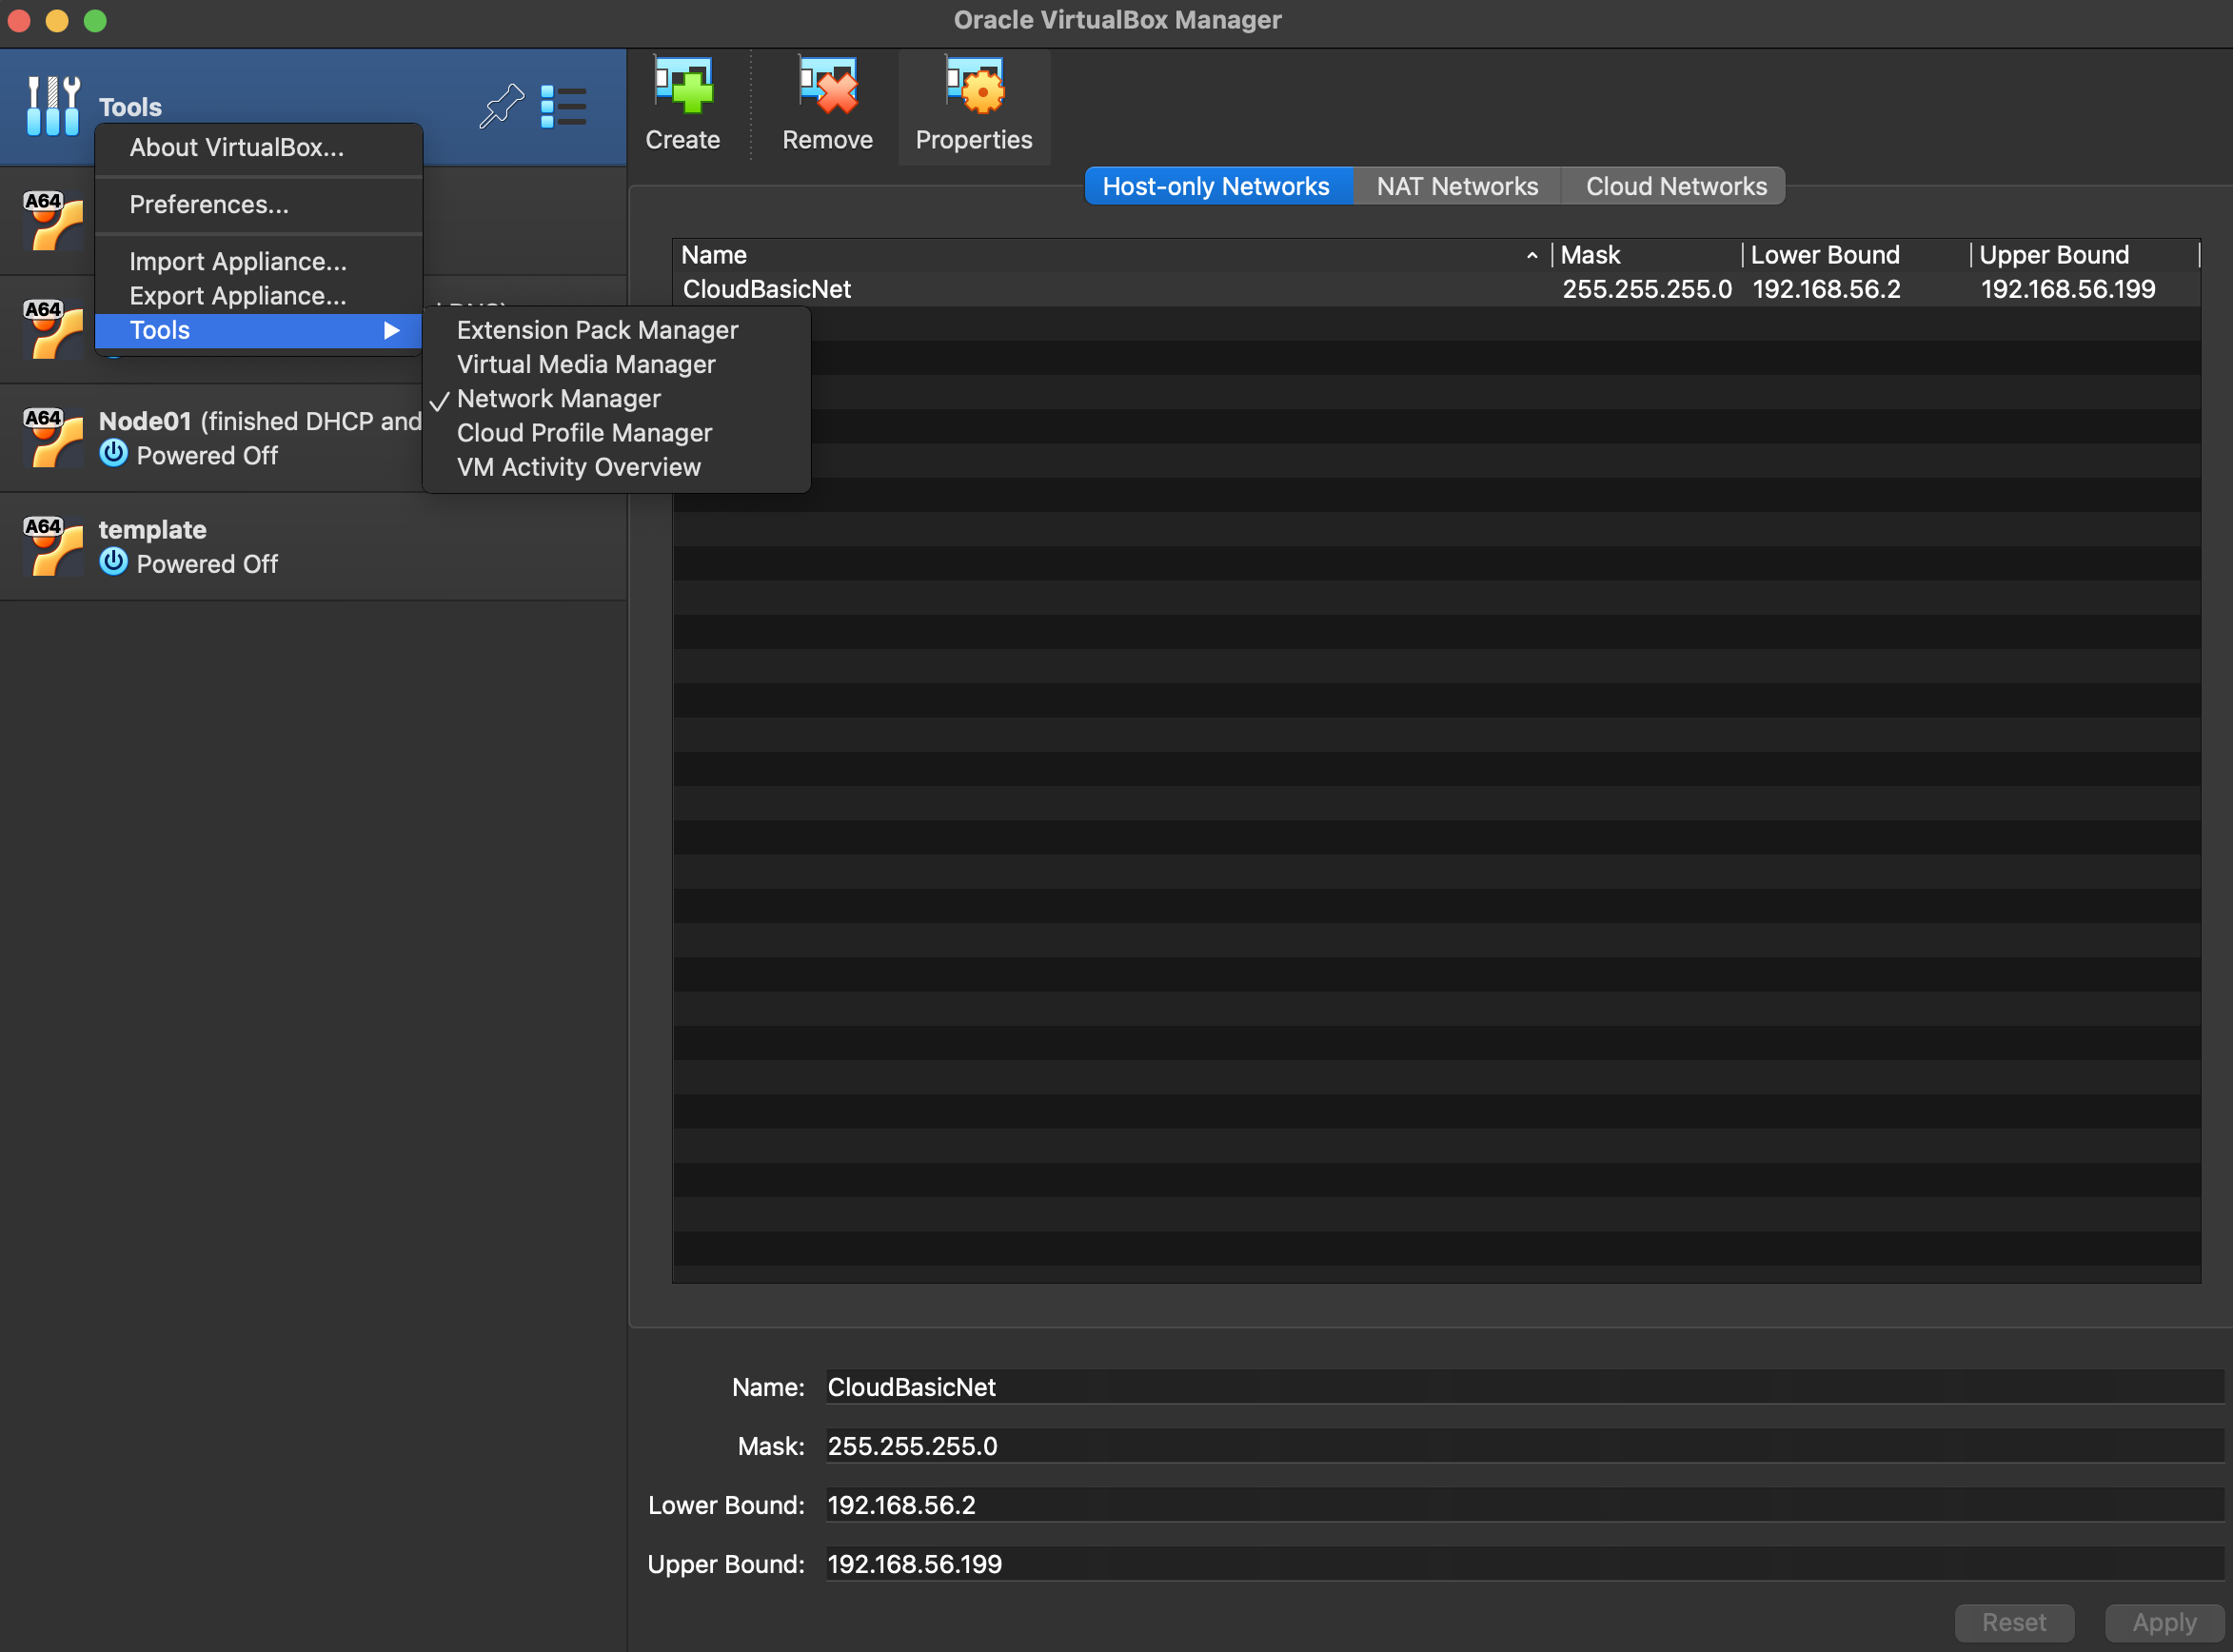 Oracle VirtualBox Manager
Tools
About VirtualBox...
Preferences...
Import Appliance...
Export Appliance...
Tools
Extension Pack Manager
Virtual Media Manager
Network Manager
Cloud Profile Manager
VM Activity Overview
A64
A64
A64
Node01 (finished DHCP and
Powered Off
A64
template
Powered Off
Create
Remove
Properties
Host-only Networks
NAT Networks
Cloud Networks
Name Mask Lower Bound Upper Bound
CloudBasicNet 255.255.255.0 192.168.56.2 192.168.56.199
Name: CloudBasicNet
Mask: 255.255.255.0
Lower Bound: 192.168.56.2
Upper Bound: 192.168.56.199
Reset
Apply